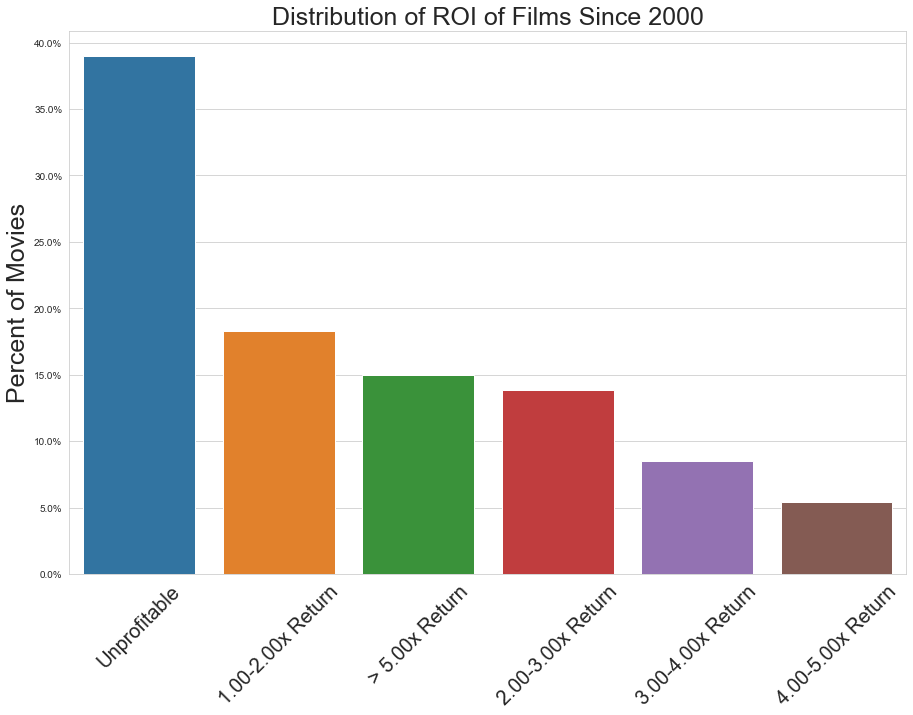 Distribution of ROI of Films Since 2000
Percent of Movies
40.0%
35.0%
30.0%
25.0%
20.0%
15.0%
10.0%
5.0%
0.0%
Unprofitable
1.00-2.00x Return
> 5.00x Return
2.00-3.00x Return
3.00-4.00x Return
4.00-5.00x Return